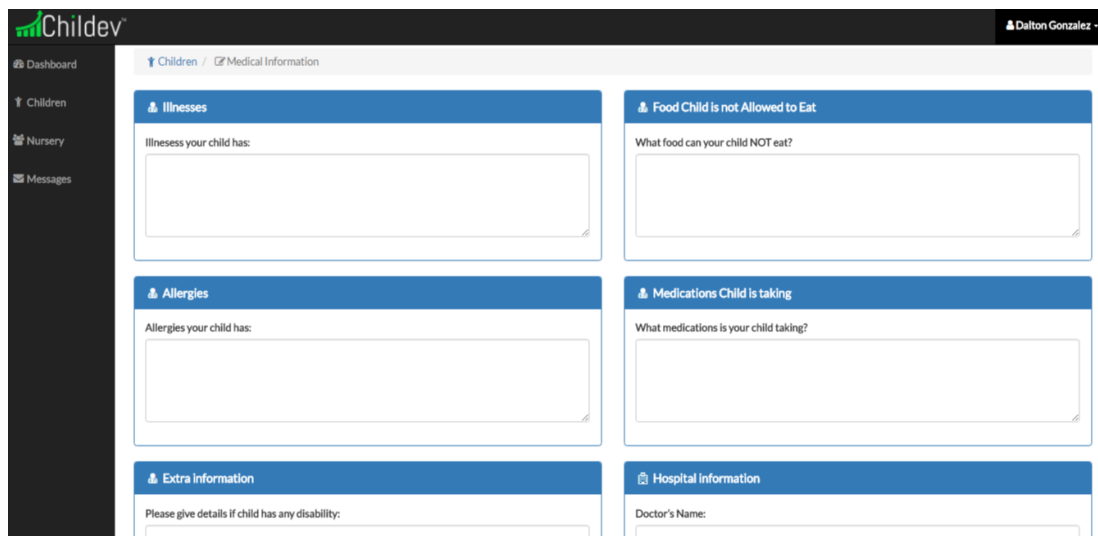 Childev™
Dalton Gonzalez
Dashboard
Children
Nursery
Messages
Children / Medical Information
Illnesses
Illnesess your child has:
Food Child is not Allowed to Eat
What food can your child NOT eat?
Allergies
Allergies your child has:
Medications Child is taking
What medications is your child taking?
Extra information
Please give details if child has any disability:
Hospital information
Doctor's Name: